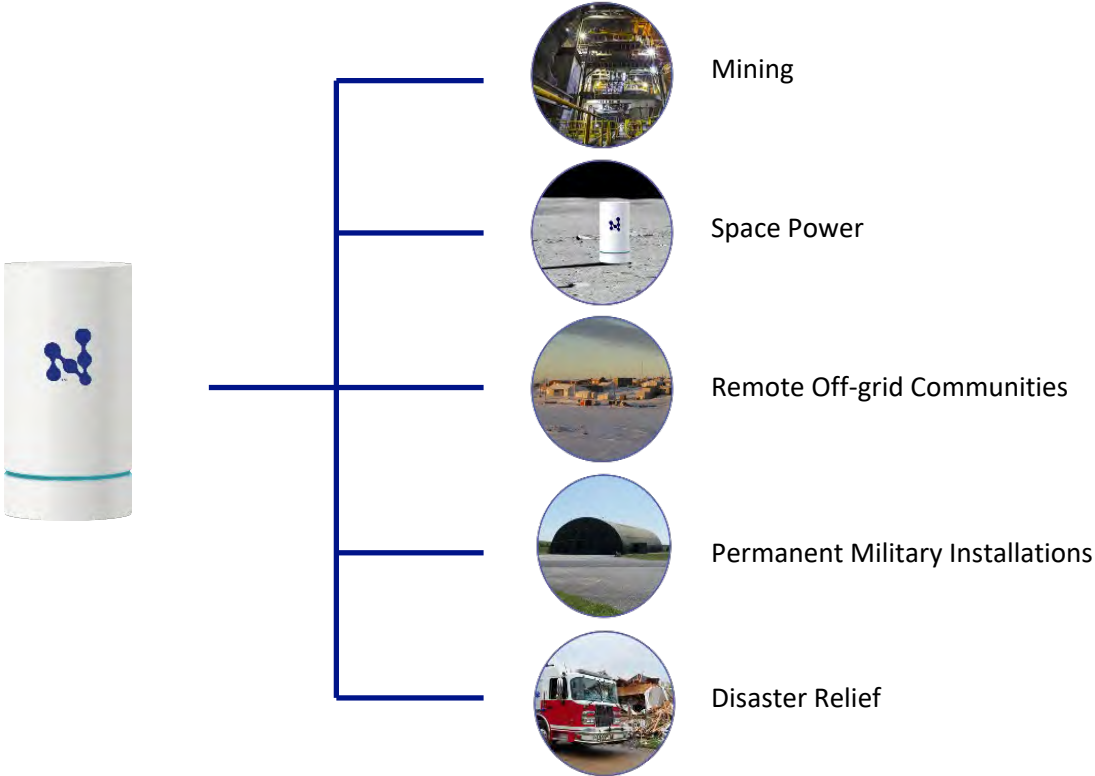 Mining
Space Power
Remote Off-grid Communities
Permanent Military Installations
Disaster Relief